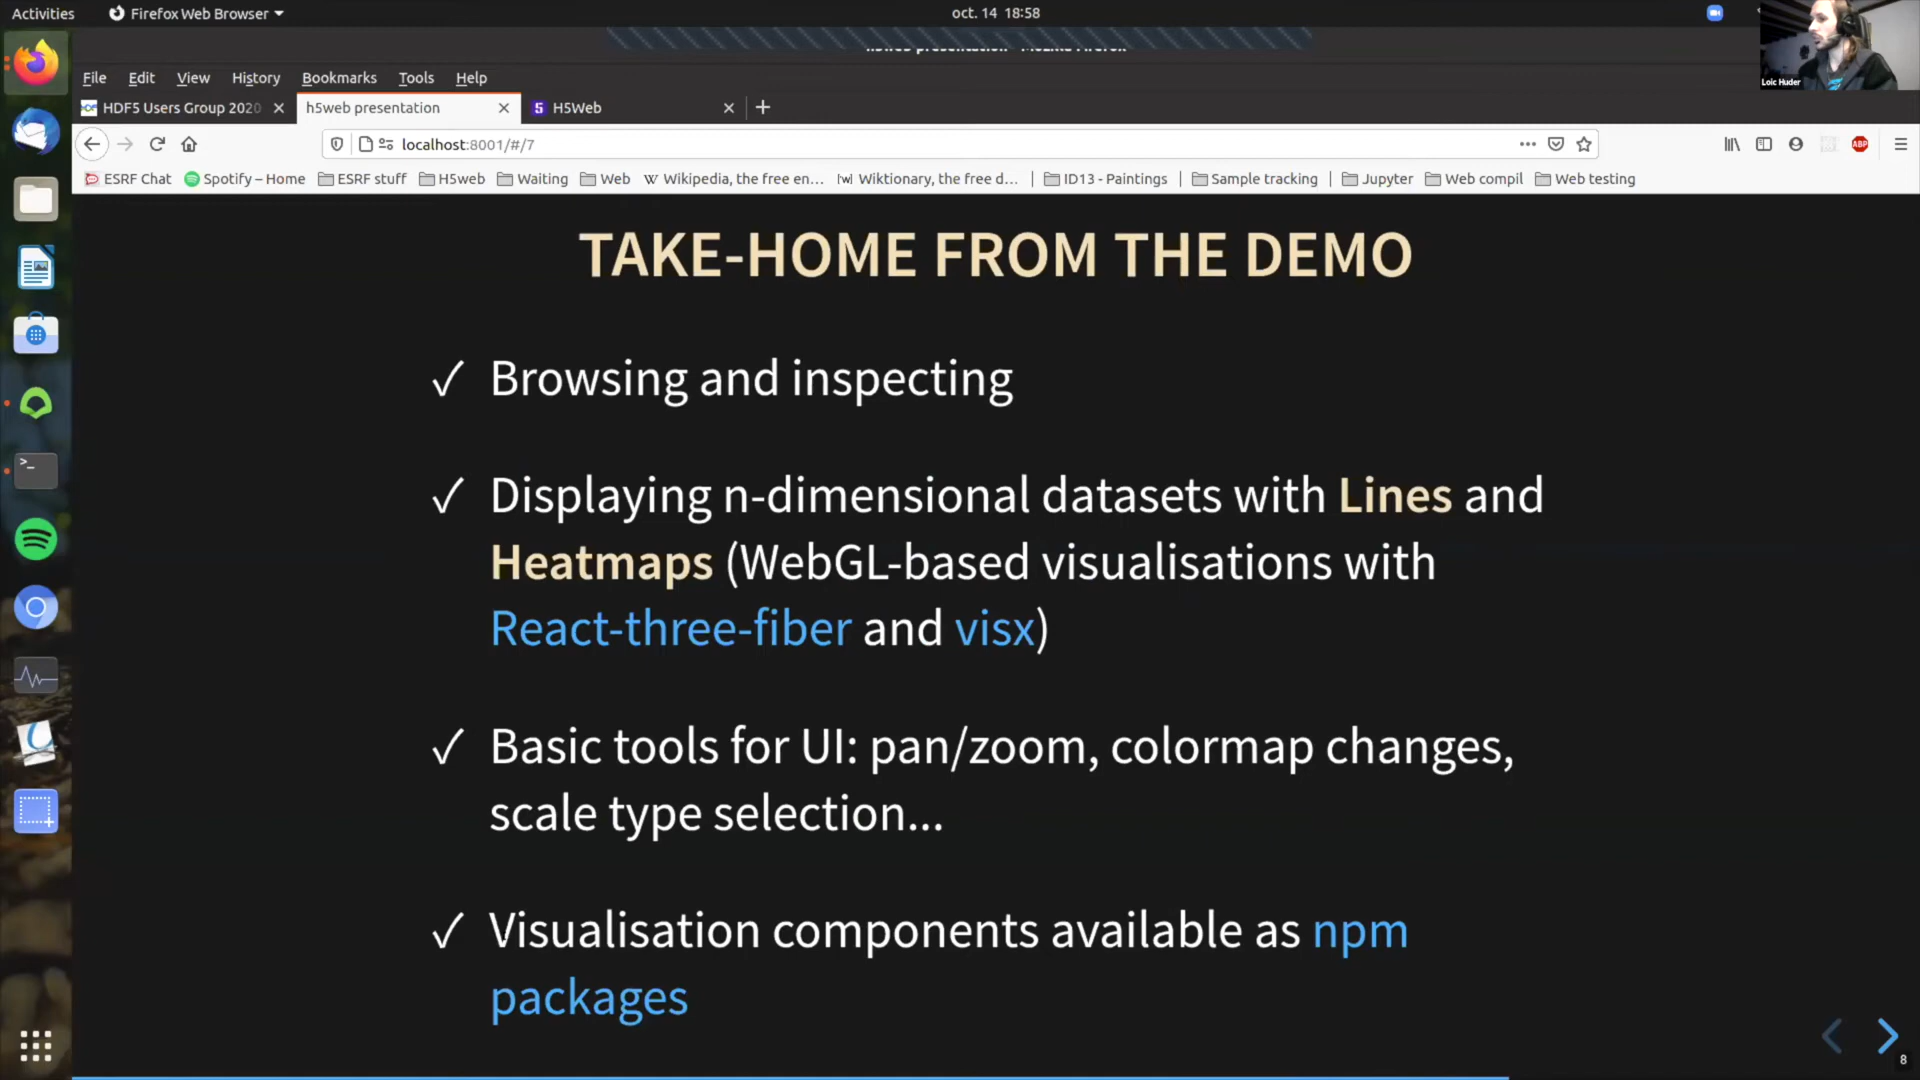 Activities
Firefox Web Browser
oct. 14 18:58
Loic Huder
File Edit View History Bookmarks Tools Help
HDF5 Users Group 2020
h5web presentation
H5Web
localhost:8001/#/7
ABP
ESRF Chat
Spotify – Home
ESRF stuff
H5web
Waiting
Web
Wikipedia, the free en...
Wiktionary, the free d...
ID13 - Paintings
Sample tracking
Jupyter
Web compil
Web testing
TAKE-HOME FROM THE DEMO
✓ Browsing and inspecting
✓ Displaying n-dimensional datasets with Lines and
Heatmaps (WebGL-based visualisations with
React-three-fiber and visx)
✓ Basic tools for UI: pan/zoom, colormap changes,
scale type selection...
✓ Visualisation components available as npm
packages
8